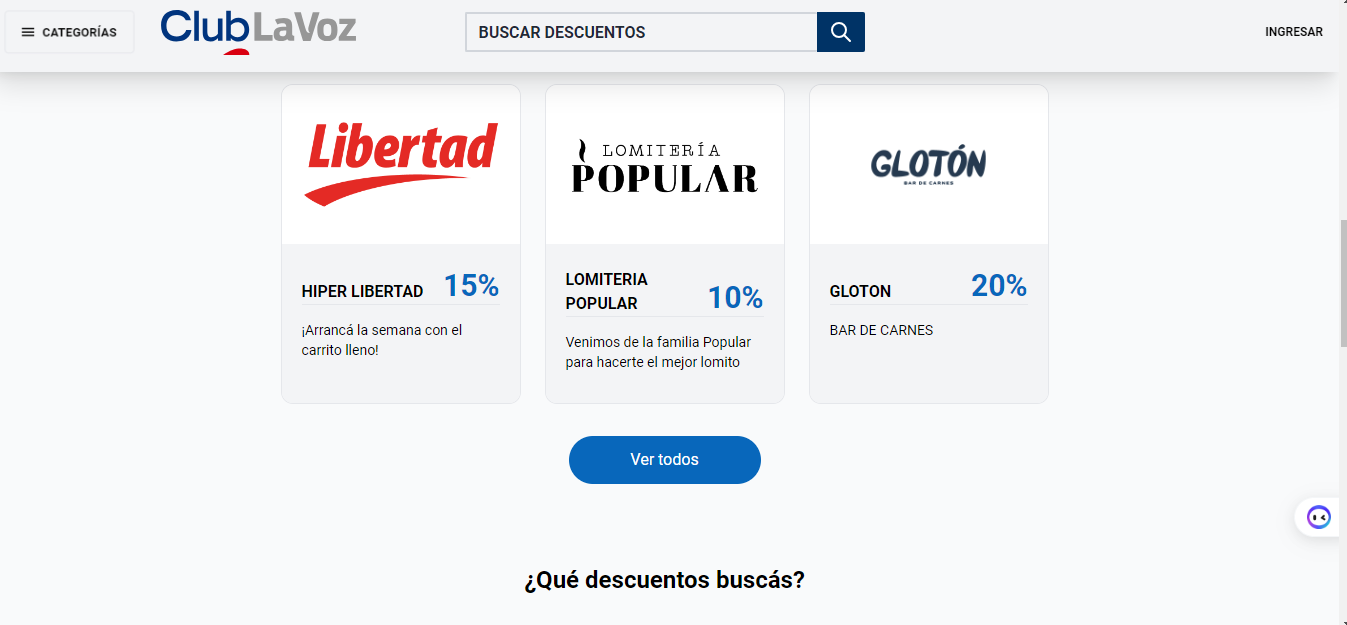 CATEGORÍAS
ClubLaVoz
BUSCAR DESCUENTOS
INGRESAR
Libertad
LOMITERÍA
POPULAR
GLOTÓN
BAR DE CARNES
HIPER LIBERTAD 15%
¡Arrancá la semana con el
carrito lleno!
LOMITERIA
POPULAR 10%
Venimos de la familia Popular
para hacerte el mejor lomito
GLOTON 20%
BAR DE CARNES
Ver todos
¿Qué descuentos buscás?